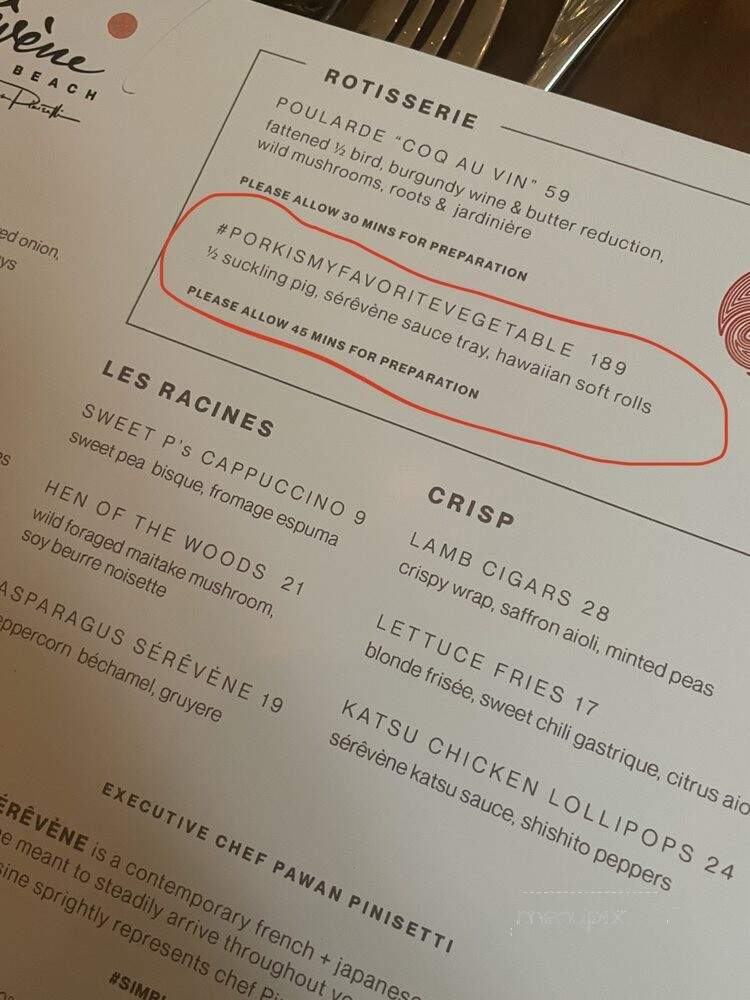 BEACH
ROTISSERIE
POULARDE “COQ AU VIN” 59
fattened ½ bird, burgundy wine & butter reduction,
wild mushrooms, roots & jardinière
PLEASE ALLOW 30 MINS FOR PREPARATION
#PORKISMYFAVORITEVEGETABLE 189
½ suckling pig, sérêvène sauce tray, hawaiian soft rolls
PLEASE ALLOW 45 MINS FOR PREPARATION
ed onion,
LES RACINES
SWEET P's CAPPUCCINO 9
sweet pea bisque, fromage espuma
HEN OF THE WOODS 21
wild foraged maitake mushroom,
soy beurre noisette
ASPARAGUS SÉRÊVÈNE 19
eppercorn béchamel, gruyere
CRISP
LAMB CIGARS 28
crispy wrap, saffron aioli, minted peas
LETTUCE FRIES 17
blonde frisée, sweet chili gastrique, citrus aio
KATSU CHICKEN LOLLIPOPS 24
sérêvène katsu sauce, shishito peppers
EXECUTIVE CHEF PAWAN PINISETTI
ÉRÊVÈNE is a contemporary french + japanese
e meant to steadily arrive throughout yo
sine sprightly represents chef Pi
#SIMPL
menupix